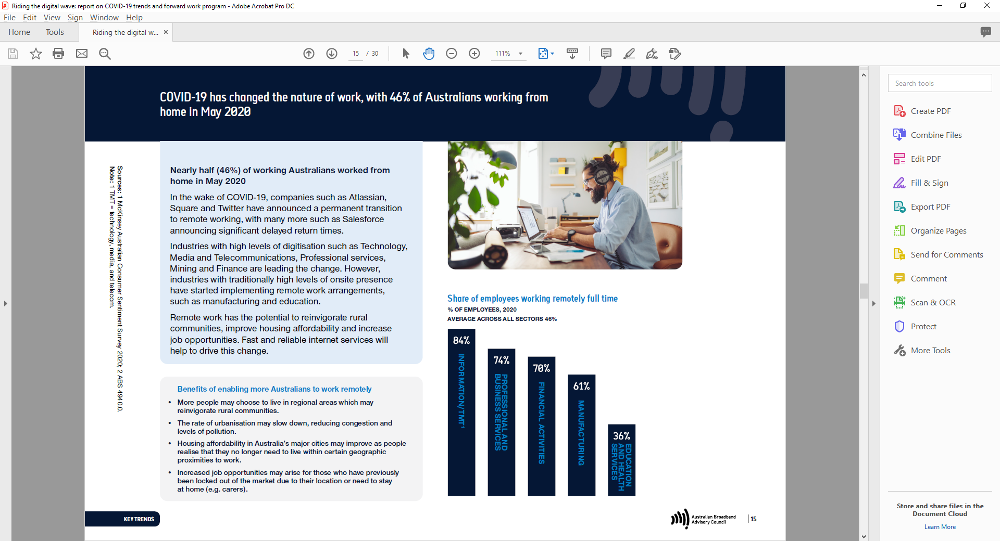 Riding the digital wave: report on COVID-19 trends and forward work program - Adobe Acrobat Pro DC
File Edit View Sign Window Help
Home Tools Riding the digital w... ×
15 / 30 111%
COVID-19 has changed the nature of work, with 46% of Australians working from
home in May 2020
Sources: 1 McKinsey Australian Consumer Sentiment Survey 2020; 2 ABS 4940.0.
Note: 1 TMT = technology, media, and telecom.
Nearly half (46%) of working Australians worked from
home in May 2020
In the wake of COVID-19, companies such as Atlassian,
Square and Twitter have announced a permanent transition
to remote working, with many more such as Salesforce
announcing significant delayed return times.
Industries with high levels of digitisation such as Technology,
Media and Telecommunications, Professional services,
Mining and Finance are leading the change. However,
industries with traditionally high levels of onsite presence
have started implementing remote work arrangements,
such as manufacturing and education.
Remote work has the potential to reinvigorate rural
communities, improve housing affordability and increase
job opportunities. Fast and reliable internet services will
help to drive this change.
Benefits of enabling more Australians to work remotely
• More people may choose to live in regional areas which may
reinvigorate rural communities.
• The rate of urbanisation may slow down, reducing congestion and
levels of pollution.
• Housing affordability in Australia's major cities may improve as people
realise that they no longer need to live within certain geographic
proximities to work.
• Increased job opportunities may arise for those who have previously
been locked out of the market due to their location or need to stay
at home (e.g. carers).
Share of employees working remotely full time
% OF EMPLOYEES, 2020
AVERAGE ACROSS ALL SECTORS 46%
84%
INFORMATION/TMT¹
74%
PROFESSIONAL AND
BUSINESS SERVICES
70%
FINANCIAL ACTIVITIES
61%
MANUFACTURING
36%
EDUCATION
AND HEALTH
SERVICES
KEY TRENDS
Australian Broadband
Advisory Council
15
Search tools
Create PDF
Combine Files
Edit PDF
Fill & Sign
Export PDF
Organize Pages
Send for Comments
Comment
Scan & OCR
Protect
More Tools
Store and share files in the
Document Cloud
Learn More